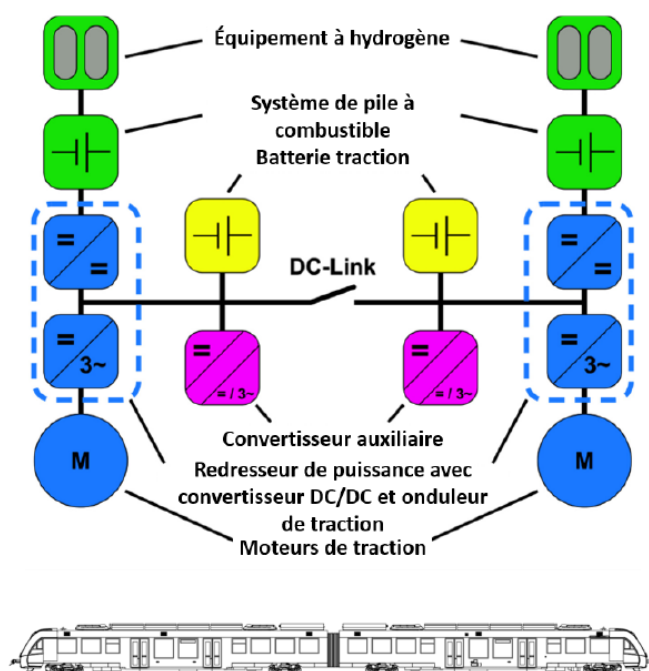 Équipement à hydrogène
Système de pile à
combustible
Batterie traction
=
=
=
=
DC-Link
=
3~
=
= / 3~
=
= / 3~
=
3~
Convertisseur auxiliaire
M
M
Redresseur de puissance avec
convertisseur DC/DC et onduleur
de traction
Moteurs de traction